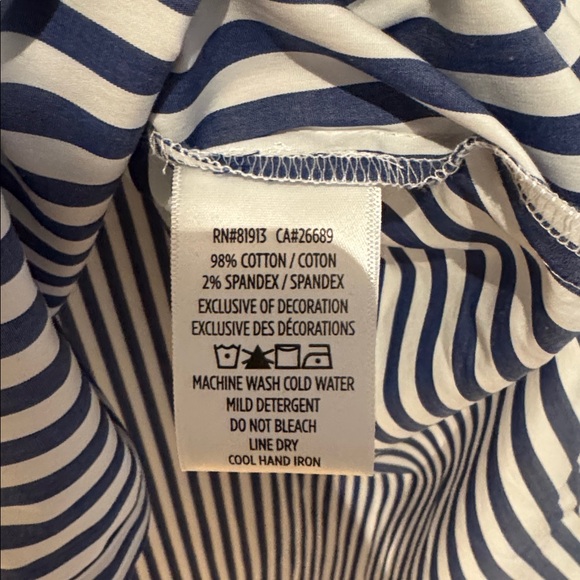 RN#81913 CA#26689
98% COTTON / COTON
2% SPANDEX / SPANDEX
EXCLUSIVE OF DECORATION
EXCLUSIVE DES DÉCORATIONS
MACHINE WASH COLD WATER
MILD DETERGENT
DO NOT BLEACH
LINE DRY
COOL HAND IRON